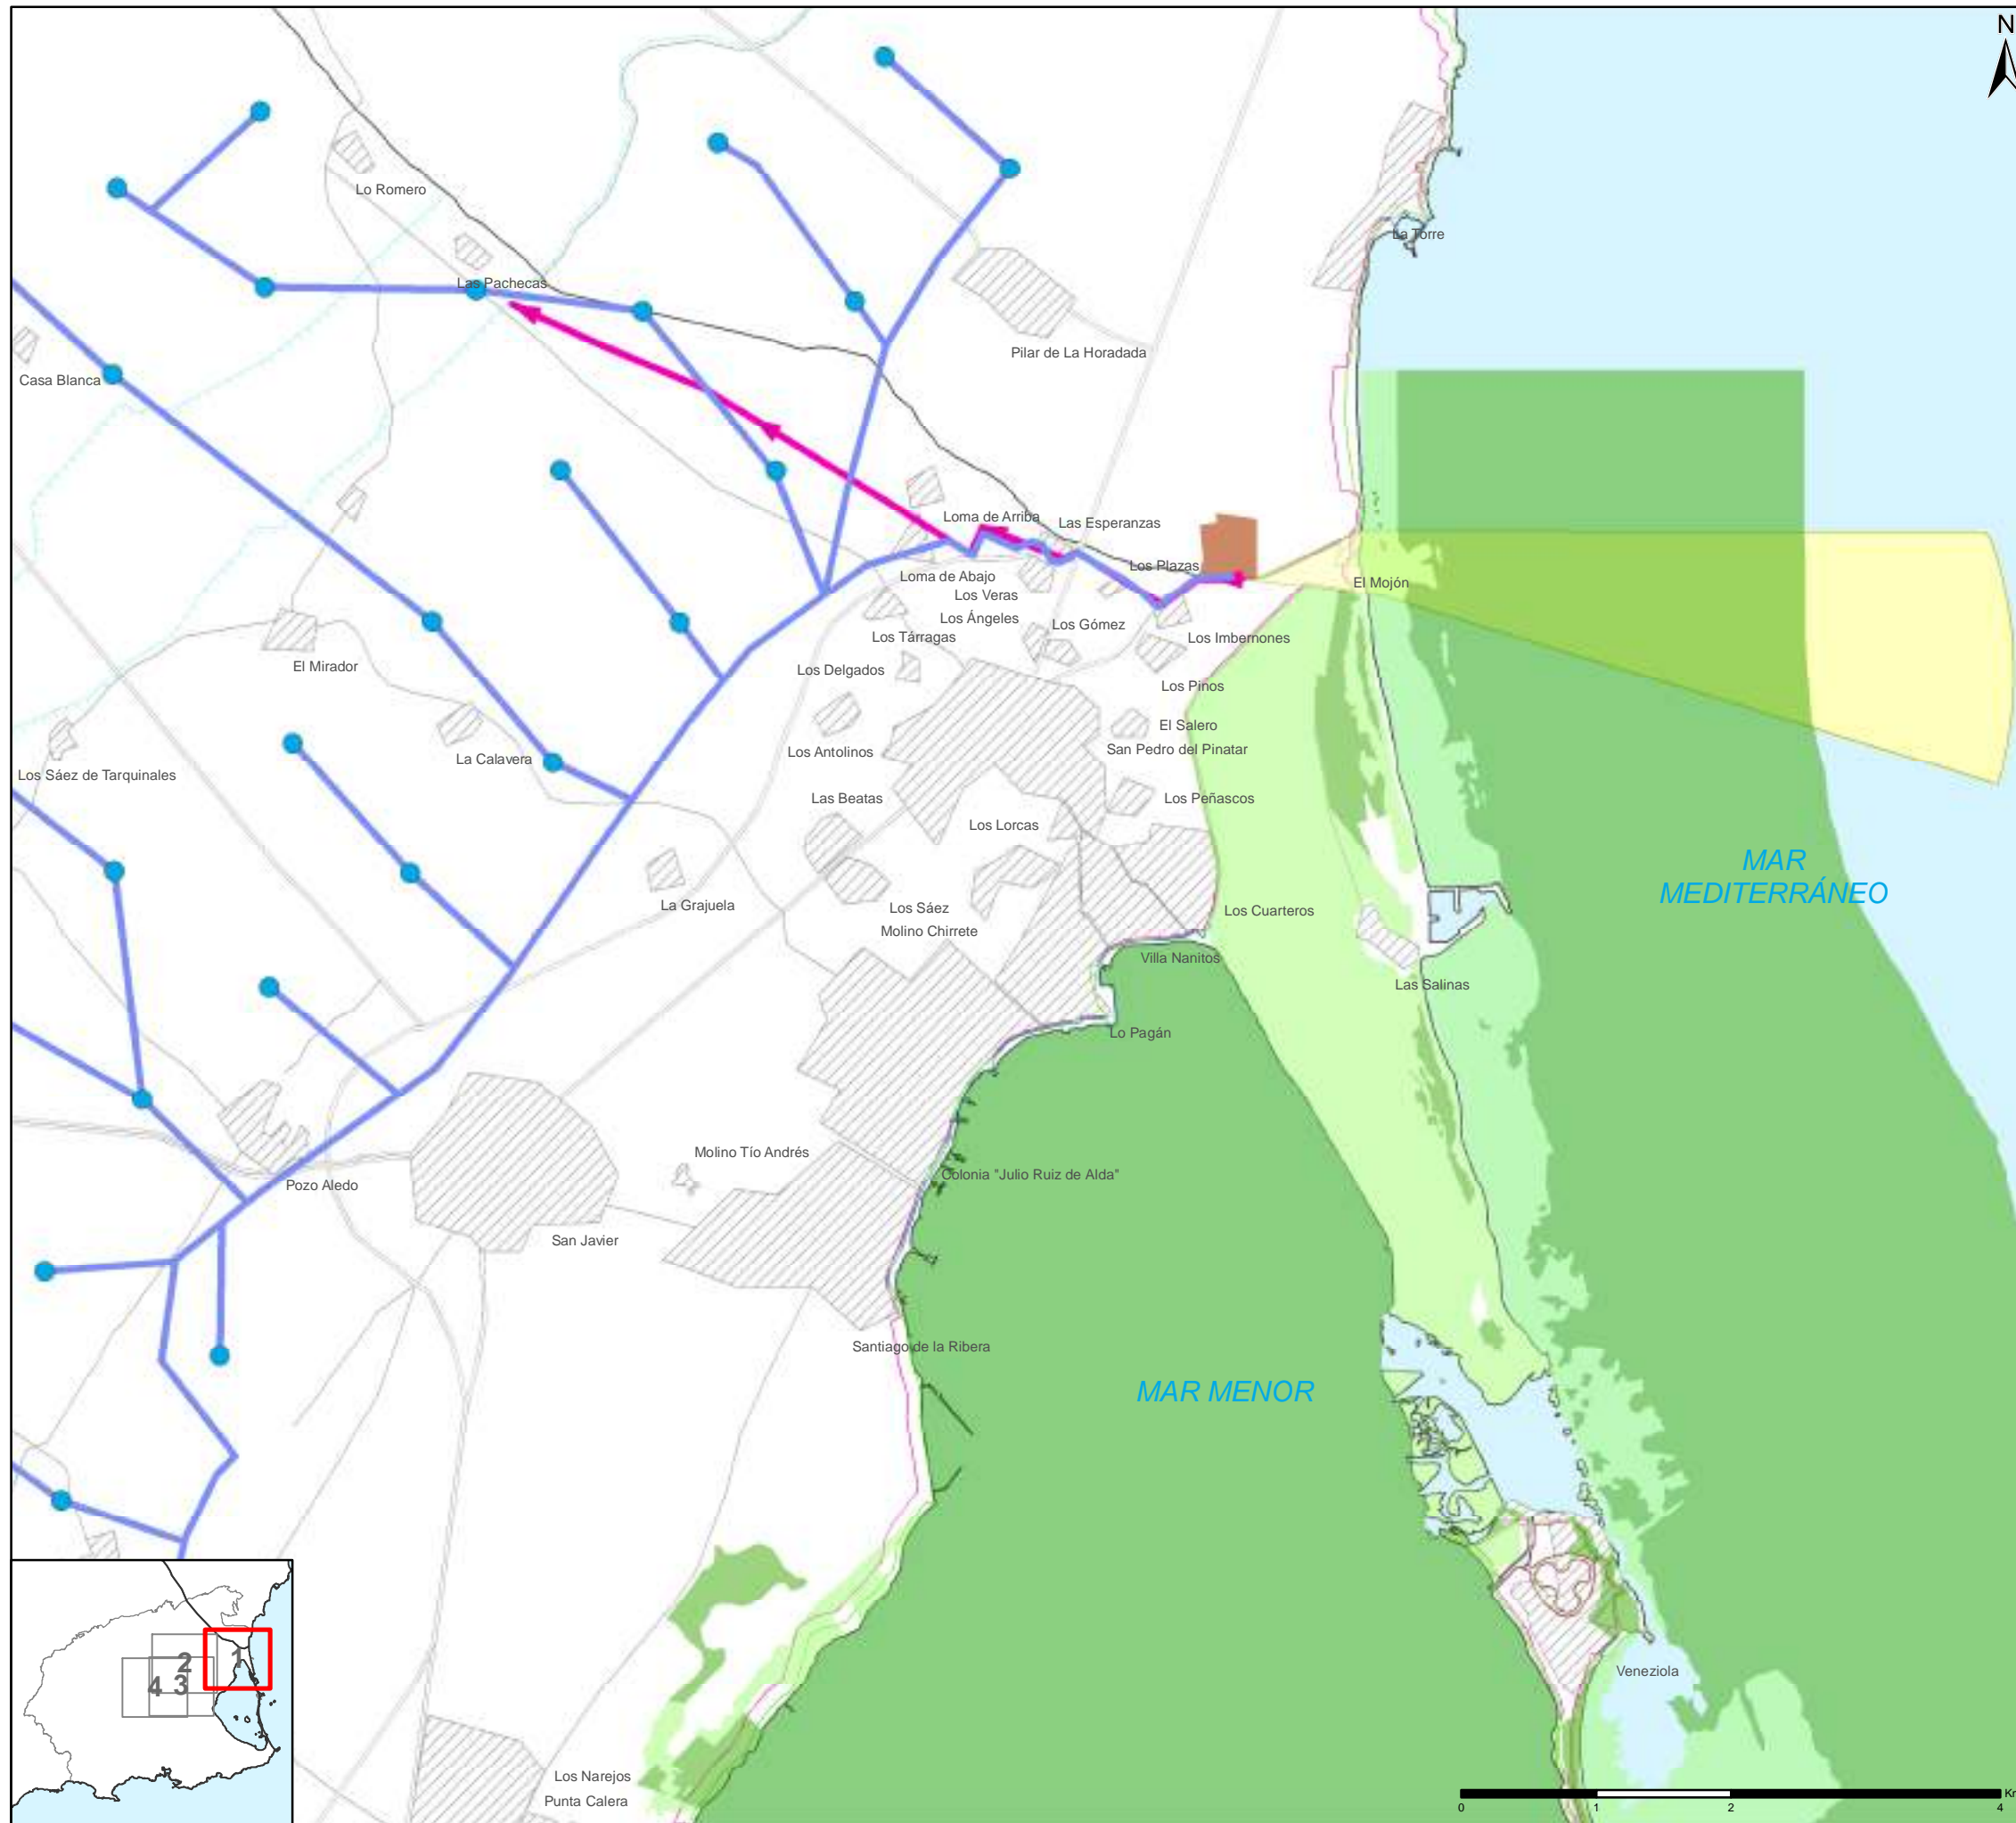 N
Lo Romero
La Torre
Las Pachecas
Pilar de La Horadada
Casa Blanca
Loma de Arriba
Las Esperanzas
Los Plazas
Loma de Abajo
El Mojón
Los Veras
Los Ángeles
Los Gómez
Los Tárragas
Los Imbernones
El Mirador
Los Delgados
Los Pinos
El Salero
Los Antolinos
San Pedro del Pinatar
La Calavera
Los Sáez de Tarquinales
Las Beatas
Los Peñascos
Los Lorcas
MAR
MEDITERRÁNEO
La Grajuela
Los Sáez
Los Cuarteros
Molino Chirrete
Villa Nanitos
Las Salinas
Lo Pagán
Molino Tío Andrés
Colonia "Julio Ruiz de Alda"
Pozo Aledo
San Javier
Santiago de la Ribera
MAR MENOR
Veneziola
Los Narejos
Punta Calera
1
2
3
4
0
1
2
4